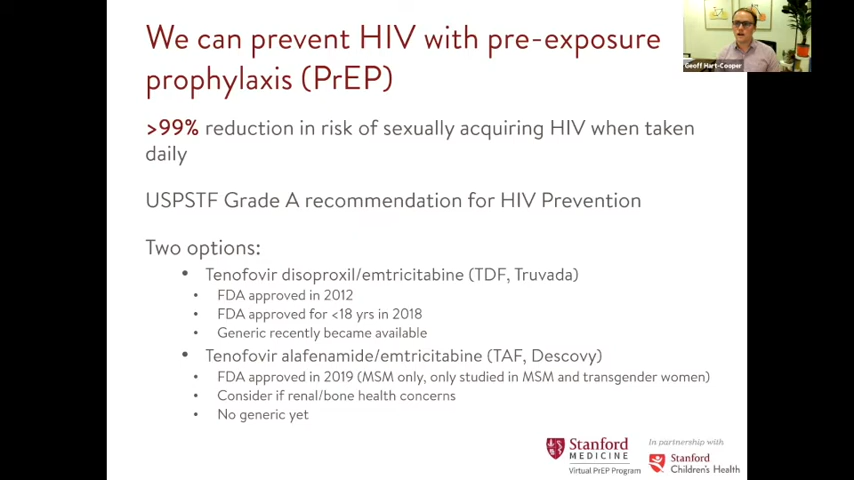 We can prevent HIV with pre-exposure
prophylaxis (PrEP)
>99% reduction in risk of sexually acquiring HIV when taken
daily
USPSTF Grade A recommendation for HIV Prevention
Two options:
• Tenofovir disoproxil/emtricitabine (TDF, Truvada)
• FDA approved in 2012
• FDA approved for <18 yrs in 2018
• Generic recently became available
• Tenofovir alafenamide/emtricitabine (TAF, Descovy)
• FDA approved in 2019 (MSM only, only studied in MSM and transgender women)
• Consider if renal/bone health concerns
• No generic yet
Geoff Hart-Cooper
Stanford
MEDICINE
Virtual PrEP Program
In partnership with
Stanford
Children's Health